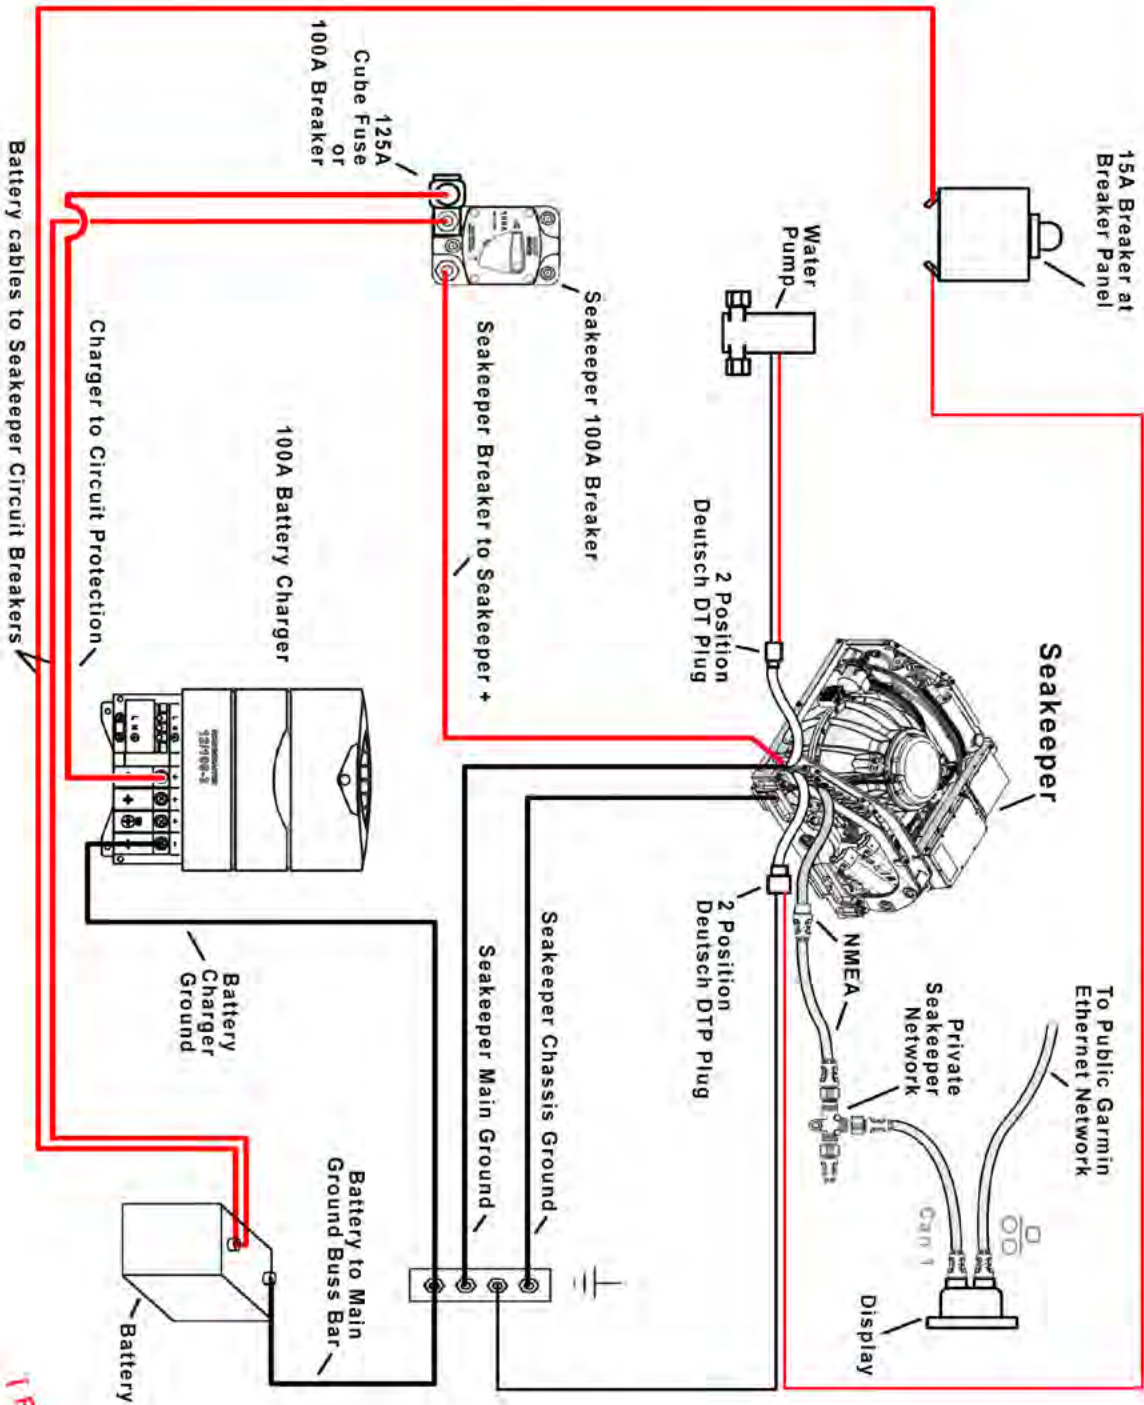 15A Breaker at
Breaker Panel
Water
Pump
Seakeeper
To Public Garmin
Ethernet Network
Private
Seakeeper
Network
NMEA
Can 1
Display
2 Position
Deutsch DT Plug
2 Position
Deutsch DTP Plug
125A
Cube Fuse
or
100A Breaker
Seakeeper 100A Breaker
Seakeeper Breaker to Seakeeper +
Seakeeper Chassis Ground
Seakeeper Main Ground
100A Battery Charger
12/100-3
L N
Charger to Circuit Protection
Battery
Charger
Ground
Battery to Main
Ground Buss Bar
Battery
Battery cables to Seakeeper Circuit Breakers